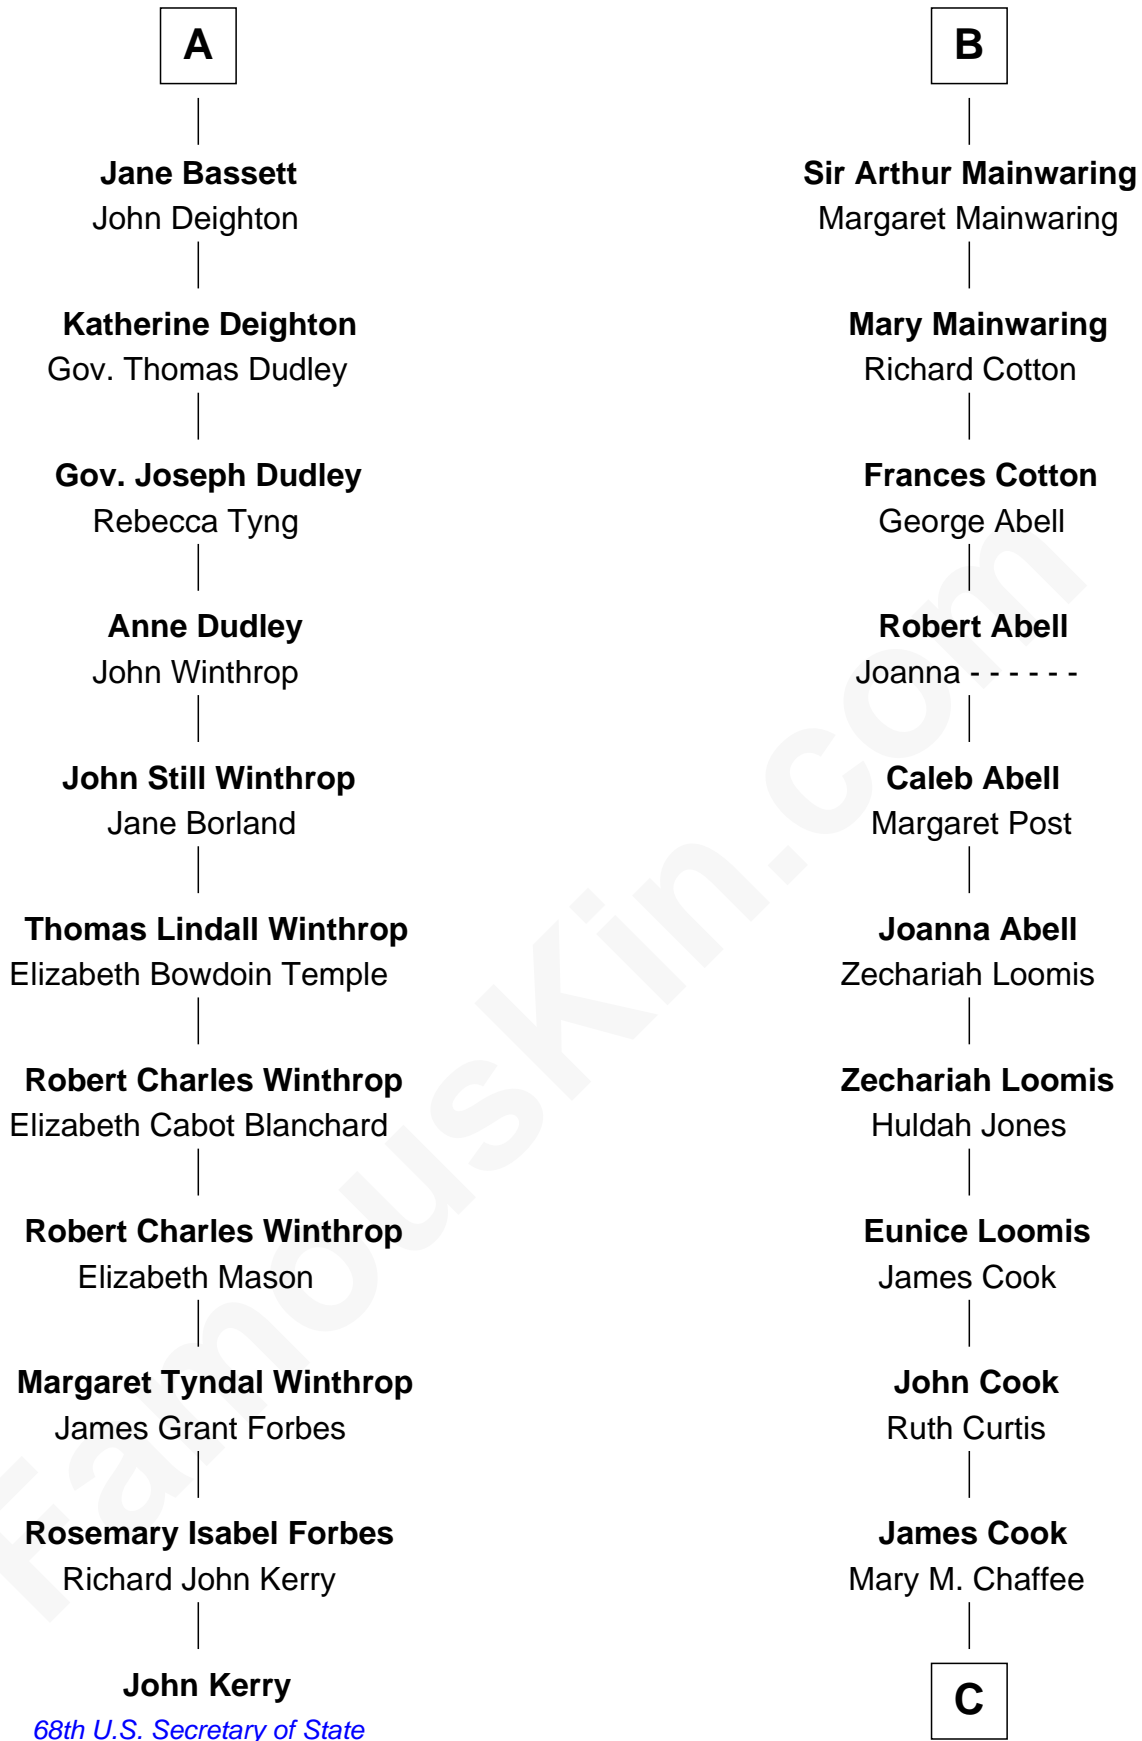 A
Jane Bassett
John Deighton
Katherine Deighton
Gov. Thomas Dudley
Gov. Joseph Dudley
Rebecca Tyng
Anne Dudley
John Winthrop
John Still Winthrop
Jane Borland
Thomas Lindall Winthrop
Elizabeth Bowdoin Temple
Robert Charles Winthrop
Elizabeth Cabot Blanchard
Robert Charles Winthrop
Elizabeth Mason
Margaret Tyndal Winthrop
James Grant Forbes
Rosemary Isabel Forbes
Richard John Kerry
John Kerry
68th U.S. Secretary of State
B
Sir Arthur Mainwaring
Margaret Mainwaring
Mary Mainwaring
Richard Cotton
Frances Cotton
George Abell
Robert Abell
Joanna - - - - - -
Caleb Abell
Margaret Post
Joanna Abell
Zechariah Loomis
Zechariah Loomis
Huldah Jones
Eunice Loomis
James Cook
John Cook
Ruth Curtis
James Cook
Mary M. Chaffee
C
FamousKin.com